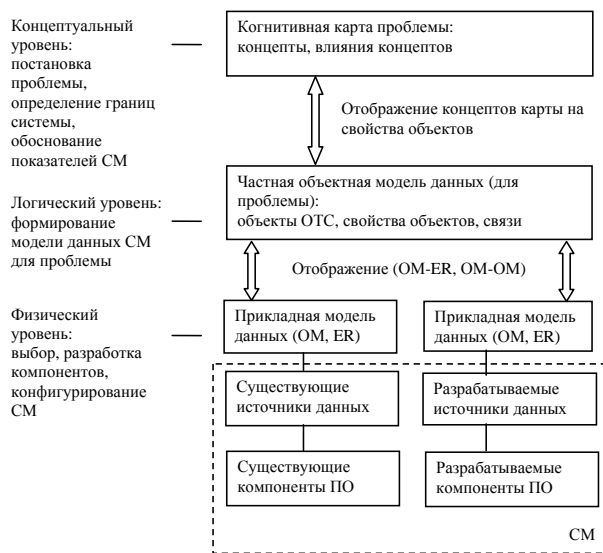 Концептуальный
уровень:
постановка
проблемы,
определение границ
системы,
обоснование
показателей СМ
Когнитивная карта проблемы:
концепты, влияния концептов
Отображение концептов карты на
свойства объектов
Логический уровень:
формирование
модели данных СМ
для проблемы
Частная объектная модель данных (для
проблемы):
объекты ОТС, свойства объектов, связи
Отображение (OM-ER, OM-OM)
Физический
уровень:
выбор, разработка
компонентов,
конфигурирование
СМ
Прикладная модель
данных (OM, ER)
Прикладная модель
данных (OM, ER)
Существующие
источники данных
Разрабатываемые
источники данных
Существующие
компоненты ПО
Разрабатываемые
компоненты ПО
СМ